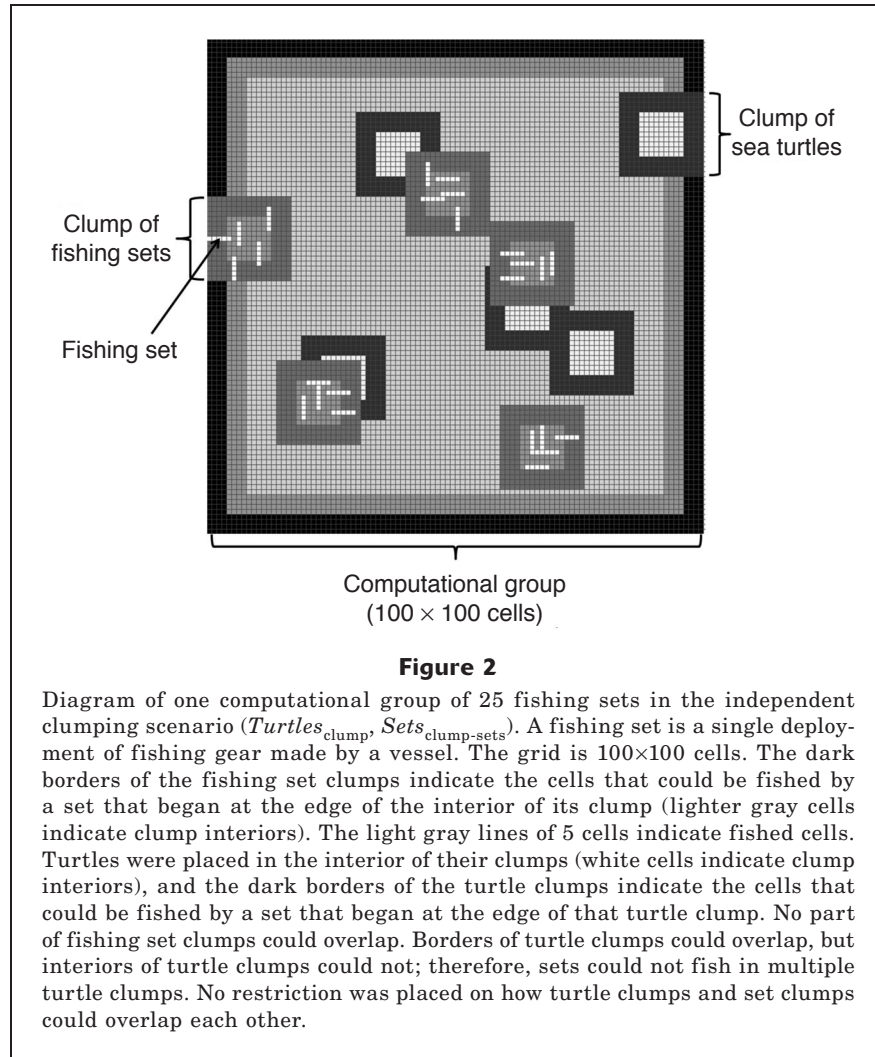 Clump of
sea turtles
Clump of
fishing sets
Fishing set
Computational group
(100 × 100 cells)
Figure 2
Diagram of one computational group of 25 fishing sets in the independent
clumping scenario (Turtlesclump, Setsclump-sets). A fishing set is a single deploy-
ment of fishing gear made by a vessel. The grid is 100×100 cells. The dark
borders of the fishing set clumps indicate the cells that could be fished by
a set that began at the edge of the interior of its clump (lighter gray cells
indicate clump interiors). The light gray lines of 5 cells indicate fished cells.
Turtles were placed in the interior of their clumps (white cells indicate clump
interiors), and the dark borders of the turtle clumps indicate the cells that
could be fished by a set that began at the edge of that turtle clump. No part
of fishing set clumps could overlap. Borders of turtle clumps could overlap, but
interiors of turtle clumps could not; therefore, sets could not fish in multiple
turtle clumps. No restriction was placed on how turtle clumps and set clumps
could overlap each other.